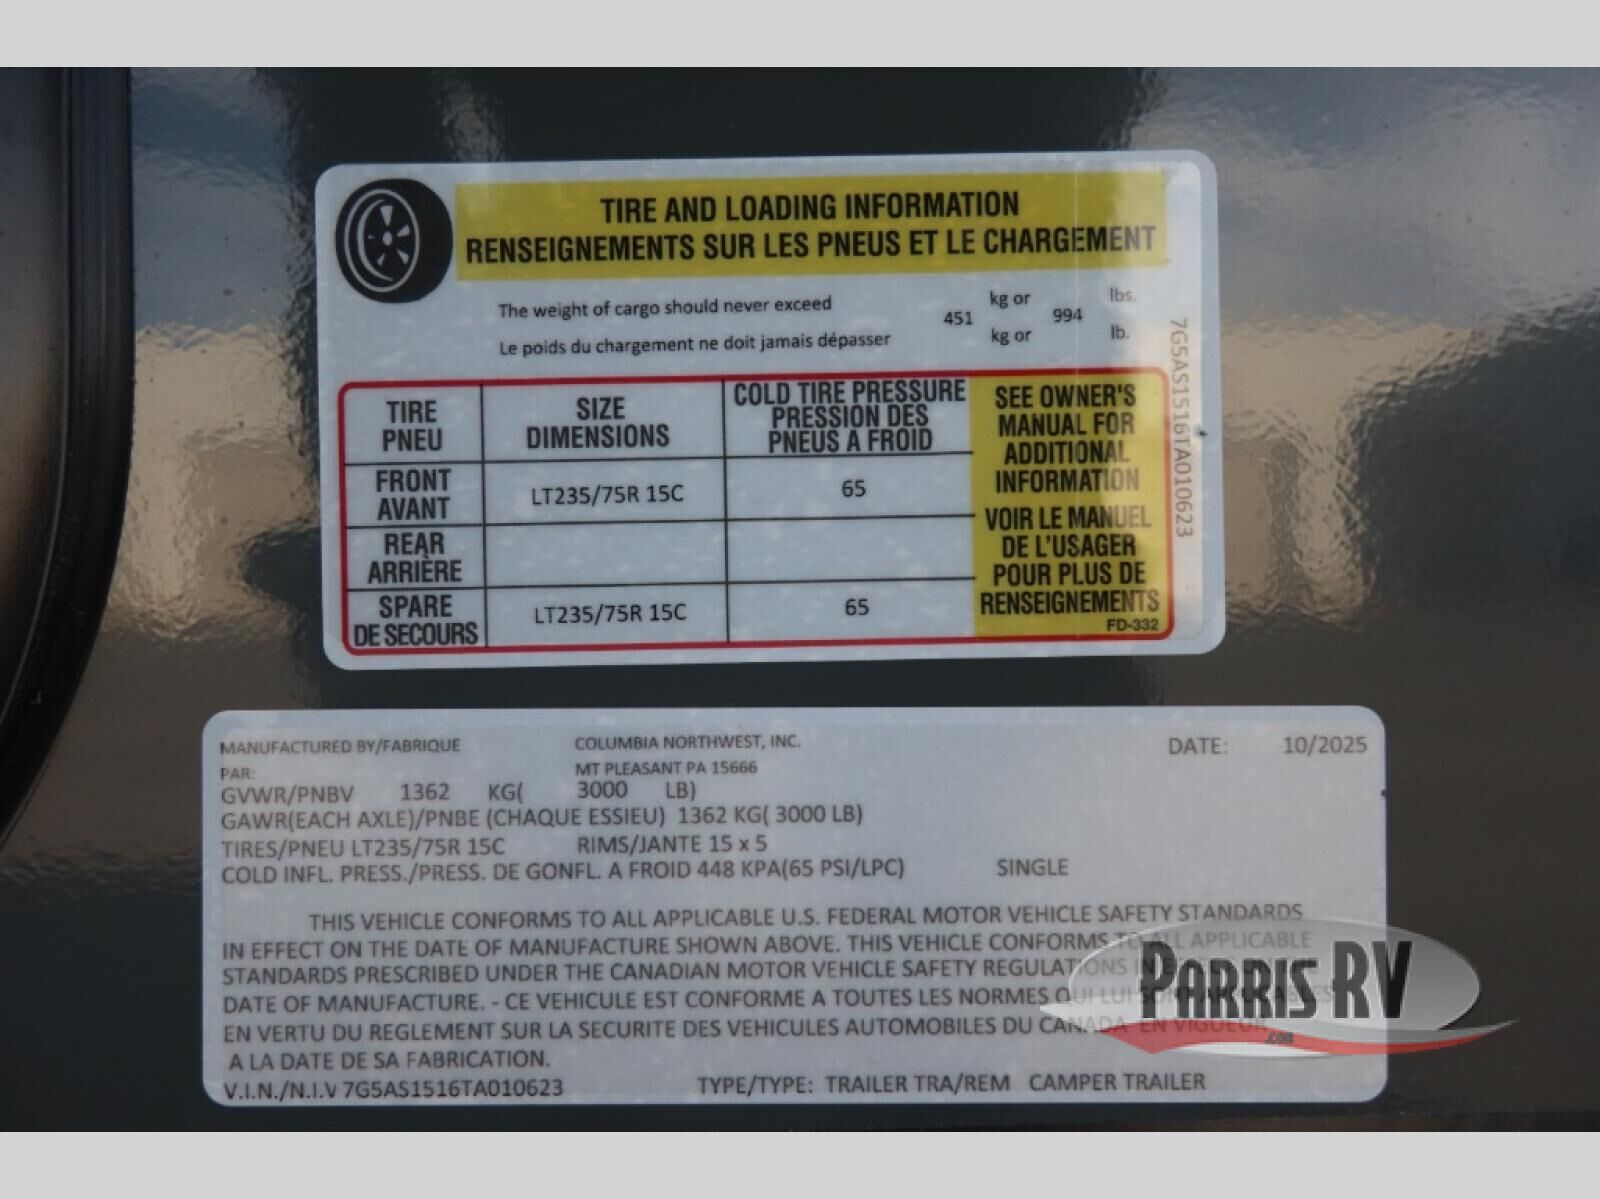 TIRE AND LOADING INFORMATION
RENSEIGNEMENTS SUR LES PNEUS ET LE CHARGEMENT
The weight of cargo should never exceed 451 kg or 994 lbs.
Le poids du chargement ne doit jamais dépasser kg or lb.
7G5AS1516TA010623
TIRE PNEU SIZE DIMENSIONS COLD TIRE PRESSURE PRESSION DES PNEUS A FROID
FRONT AVANT LT235/75R 15C 65
REAR ARRIÈRE
SPARE DE SECOURS LT235/75R 15C 65
SEE OWNER'S
MANUAL FOR
ADDITIONAL
INFORMATION
VOIR LE MANUEL
DE L'USAGER
POUR PLUS DE
RENSEIGNEMENTS
FD-332
MANUFACTURED BY/FABRIQUE COLUMBIA NORTHWEST, INC. DATE: 10/2025
PAR: MT PLEASANT PA 15666
GVWR/PNBV 1362 KG( 3000 LB)
GAWR(EACH AXLE)/PNBE (CHAQUE ESSIEU) 1362 KG( 3000 LB)
TIRES/PNEU LT235/75R 15C RIMS/JANTE 15 x 5
COLD INFL. PRESS./PRESS. DE GONFL. A FROID 448 KPA(65 PSI/LPC) SINGLE
THIS VEHICLE CONFORMS TO ALL APPLICABLE U.S. FEDERAL MOTOR VEHICLE SAFETY STANDARDS
IN EFFECT ON THE DATE OF MANUFACTURE SHOWN ABOVE. THIS VEHICLE CONFORMS TO ALL APPLICABLE
STANDARDS PRESCRIBED UNDER THE CANADIAN MOTOR VEHICLE SAFETY REGULATIONS
DATE OF MANUFACTURE. - CE VEHICULE EST CONFORME A TOUTES LES NORMES QUI LUI
EN VERTU DU REGLEMENT SUR LA SECURITE DES VEHICULES AUTOMOBILES DU CANADA EN VIGUEUR
A LA DATE DE SA FABRICATION.
V.I.N./N.I.V 7G5AS1516TA010623 TYPE/TYPE: TRAILER TRA/REM CAMPER TRAILER
PARRIS RV
.COM